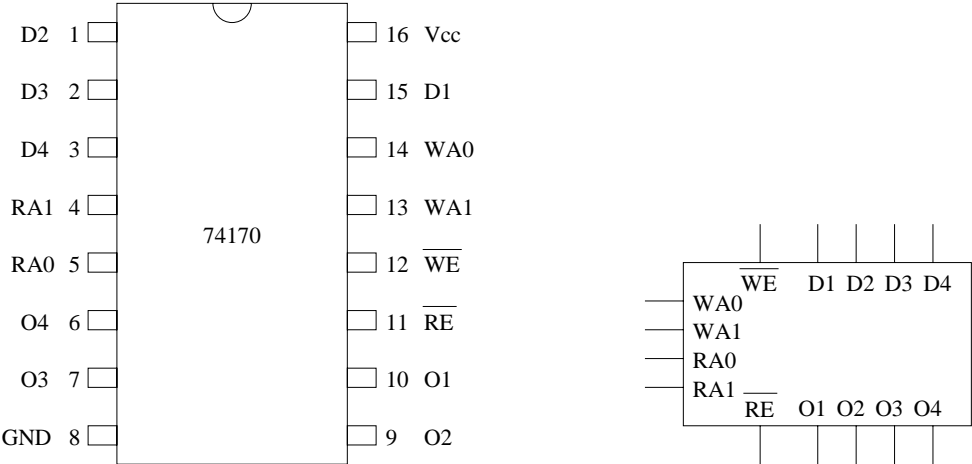 D2 1 16 Vcc
D3 2 15 D1
D4 3 14 WA0
RA1 4 13 WA1
74170
RA0 5 12 WE
O4 6 11 RE
O3 7 10 O1
GND 8 9 O2
WE D1 D2 D3 D4
WA0
WA1
RA0
RA1
RE O1 O2 O3 O4